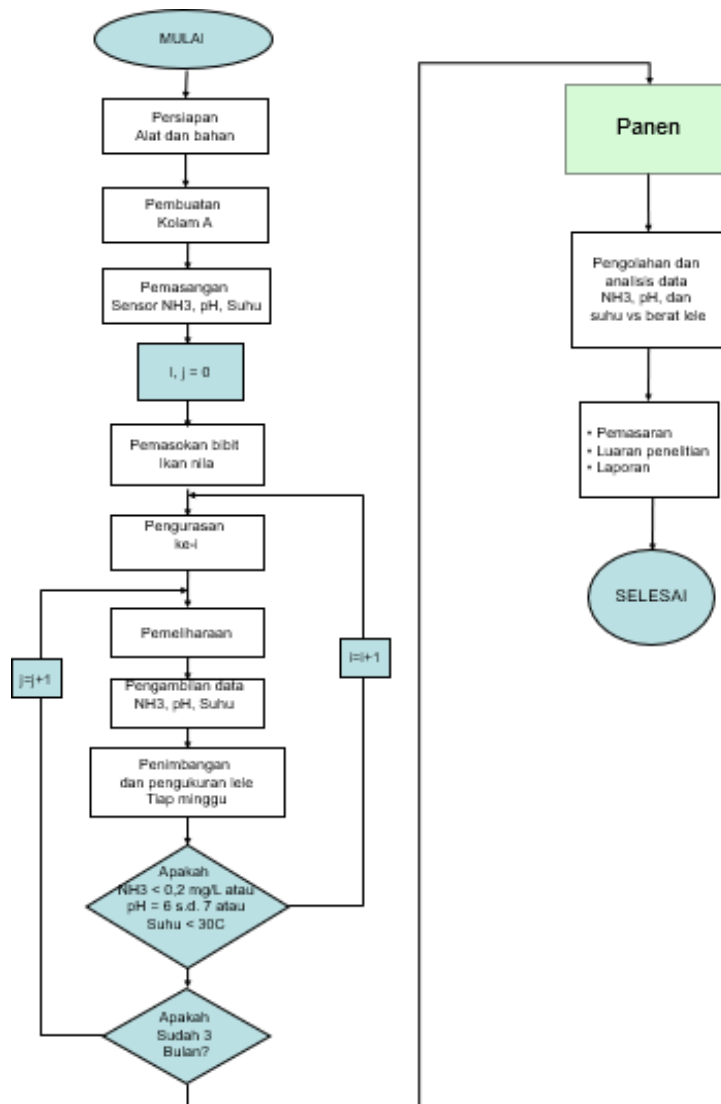 MULAI
Persiapan
Alat dan bahan
Pembuatan
Kolam A
Pemasangan
Sensor NH3, pH, Suhu
I, j = 0
Pemasokan bibit
Ikan nila
Pengurasan
ke-i
Pemeliharaan
i=i+1
j=j+1
Pengambilan data
NH3, pH, Suhu
Penimbangan
dan pengukuran lele
Tiap minggu
Apakah
NH3 < 0,2 mg/L atau
pH = 6 s.d. 7 atau
Suhu < 30C
Apakah
Sudah 3
Bulan?
Panen
Pengolahan dan
analisis data
NH3, pH, dan
suhu vs berat lele
• Pemasaran
• Luaran penelitian
• Laporan
SELESAI